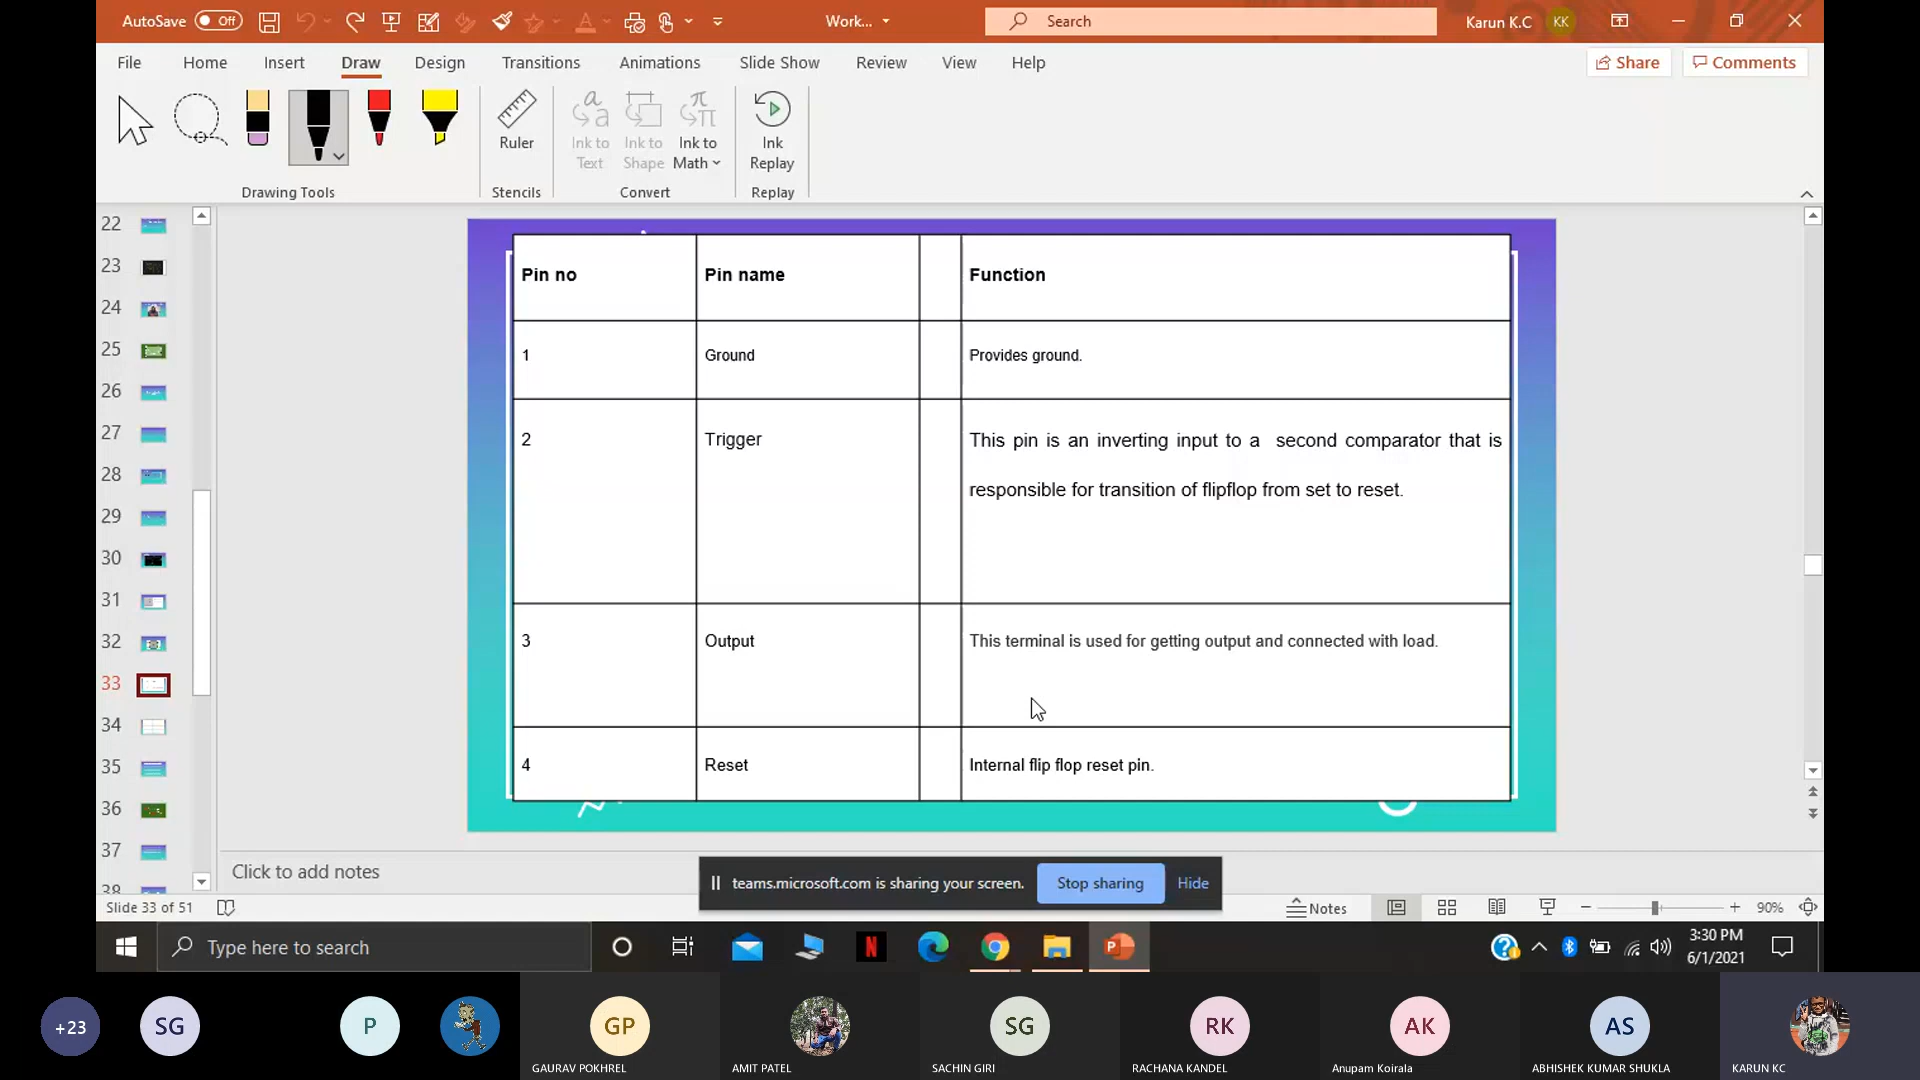 AutoSave Off Work... Search Karun K.C KK
File Home Insert Draw Design Transitions Animations Slide Show Review View Help Share Comments
Ruler
Ink to Text
Ink to Shape
Ink to Math
Ink Replay
Drawing Tools Stencils Convert Replay
22
23
24
25
26
27
28
29
30
31
32
33
34
35
36
37
38
Pin no Pin name Function
1 Ground Provides ground.
2 Trigger This pin is an inverting input to a second comparator that is
responsible for transition of flipflop from set to reset.
3 Output This terminal is used for getting output and connected with load.
4 Reset Internal flip flop reset pin.
Click to add notes
teams.microsoft.com is sharing your screen. Stop sharing Hide
Slide 33 of 51 Notes 90%
Type here to search
3:30 PM
6/1/2021
+23 SG P GP SG RK AK AS
GAURAV POKHREL AMIT PATEL SACHIN GIRI RACHANA KANDEL Anupam Koirala ABHISHEK KUMAR SHUKLA KARUN KC